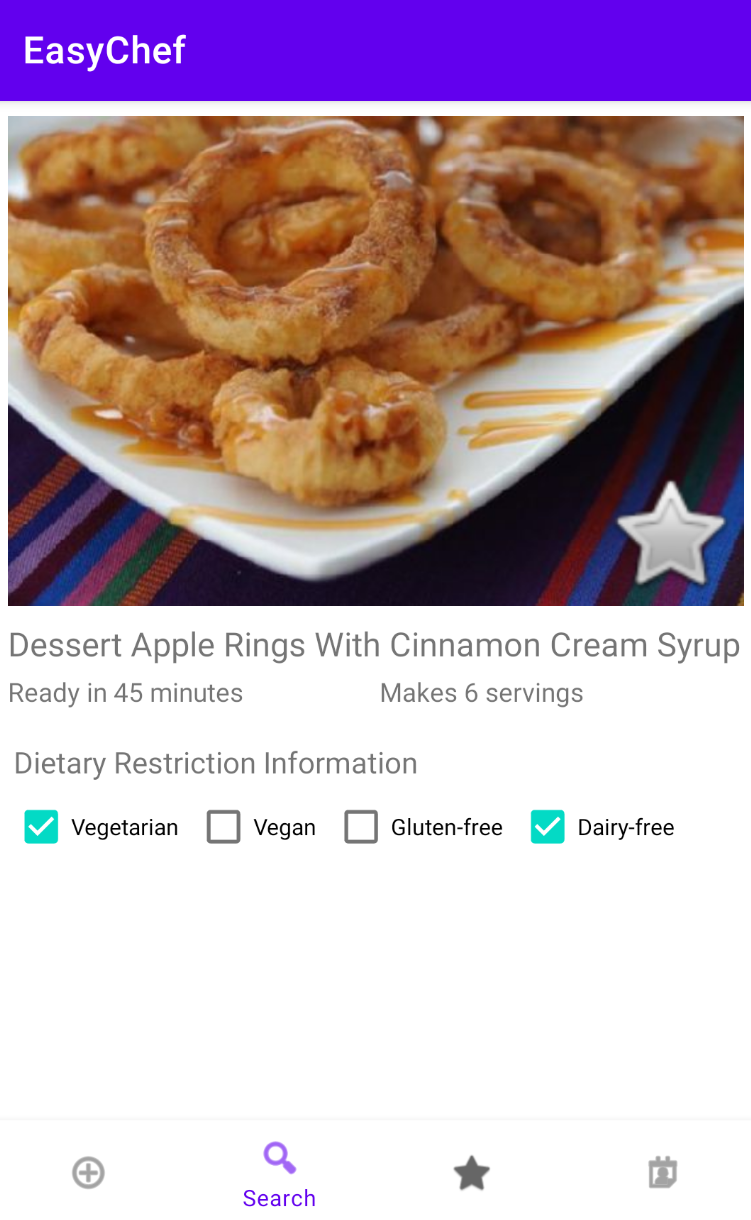 EasyChef
Dessert Apple Rings With Cinnamon Cream Syrup
Ready in 45 minutes Makes 6 servings
Dietary Restriction Information
Vegetarian Vegan Gluten-free Dairy-free
Search